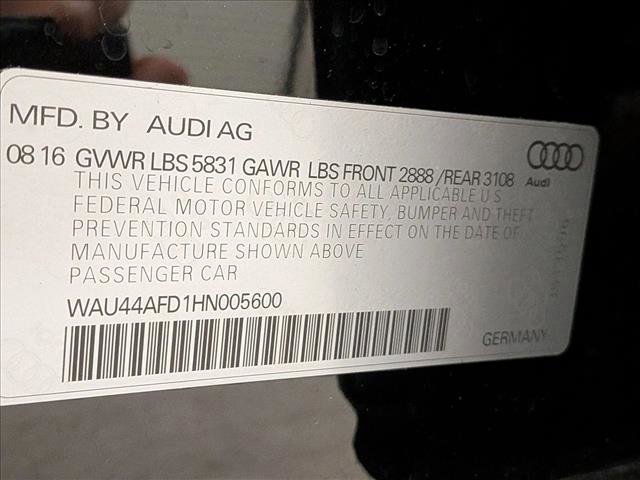 MFD. BY AUDI AG
08 16 GVWR LBS 5831 GAWR LBS FRONT 2888 / REAR 3108
Audi
THIS VEHICLE CONFORMS TO ALL APPLICABLE U S
FEDERAL MOTOR VEHICLE SAFETY, BUMPER AND THEFT
PREVENTION STANDARDS IN EFFECT ON THE DATE OF
MANUFACTURE SHOWN ABOVE
PASSENGER CAR
WAU44AFD1HN005600
GERMANY